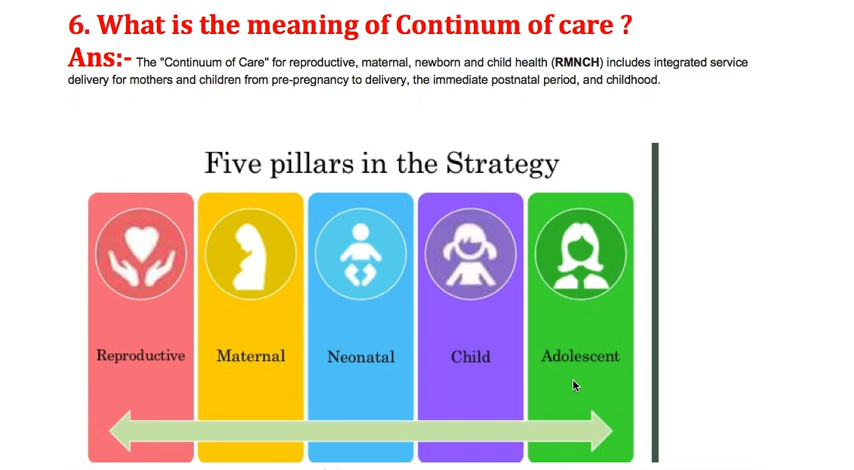 6. What is the meaning of Continum of care ?
Ans:- The "Continuum of Care" for reproductive, maternal, newborn and child health (RMNCH) includes integrated service
delivery for mothers and children from pre-pregnancy to delivery, the immediate postnatal period, and childhood.
Five pillars in the Strategy
Reproductive
Maternal
Neonatal
Child
Adolescent